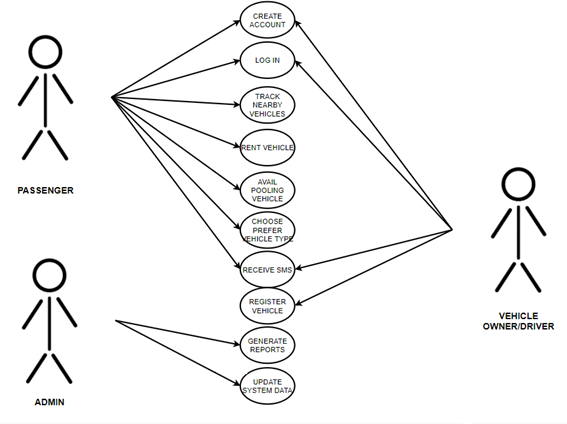 CREATE
ACCOUNT
LOG IN
TRACK
NEARBY
VEHICLES
RENT VEHICLE
AVAIL
POOLING
VEHICLE
CHOOSE
PREFER
VEHICLE TYPE
RECEIVE SMS
REGISTER
VEHICLE
GENERATE
REPORTS
UPDATE
SYSTEM DATA
PASSENGER
ADMIN
VEHICLE
OWNER/DRIVER